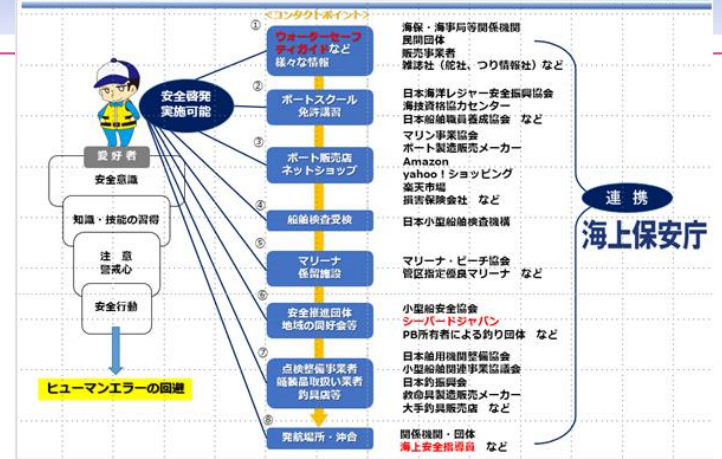 <コンタクトポイント>
①
ウォーターセーフ
ティガイドなど
様々な情報
海保・海事局等関係機関
民間団体
販売事業者
雑誌社（舵社、つり情報社）など
安全啓発
実施可能
②
ボートスクール
免許講習
日本海洋レジャー安全振興協会
海技資格協力センター
日本船舶職員養成協会 など
③
ボート販売店
ネットショップ
マリン事業協会
ボート製造販売メーカー
Amazon
yahoo！ショッピング
楽天市場
損害保険会社 など
④
船舶検査受検
日本小型船舶検査機構
⑤
マリーナ
係留施設
マリーナ・ビーチ協会
管区指定優良マリーナ など
⑥
安全推進団体
地域の同好会等
小型船安全協会
シーバードジャパン
PB所有者による釣り団体 など
⑦
点検整備事業者
艤装品取扱い業者
釣具店等
日本舶用機関整備協会
小型船舶関連事業協議会
日本釣振興会
救命具製造販売メーカー
大手釣具販売店 など
⑧
発航場所・沖合
関係機関・団体
海上安全指導員 など
愛好者
安全意識
知識・技能の習得
注 意
警戒心
安全行動
ヒューマンエラーの回避
連 携
海上保安庁